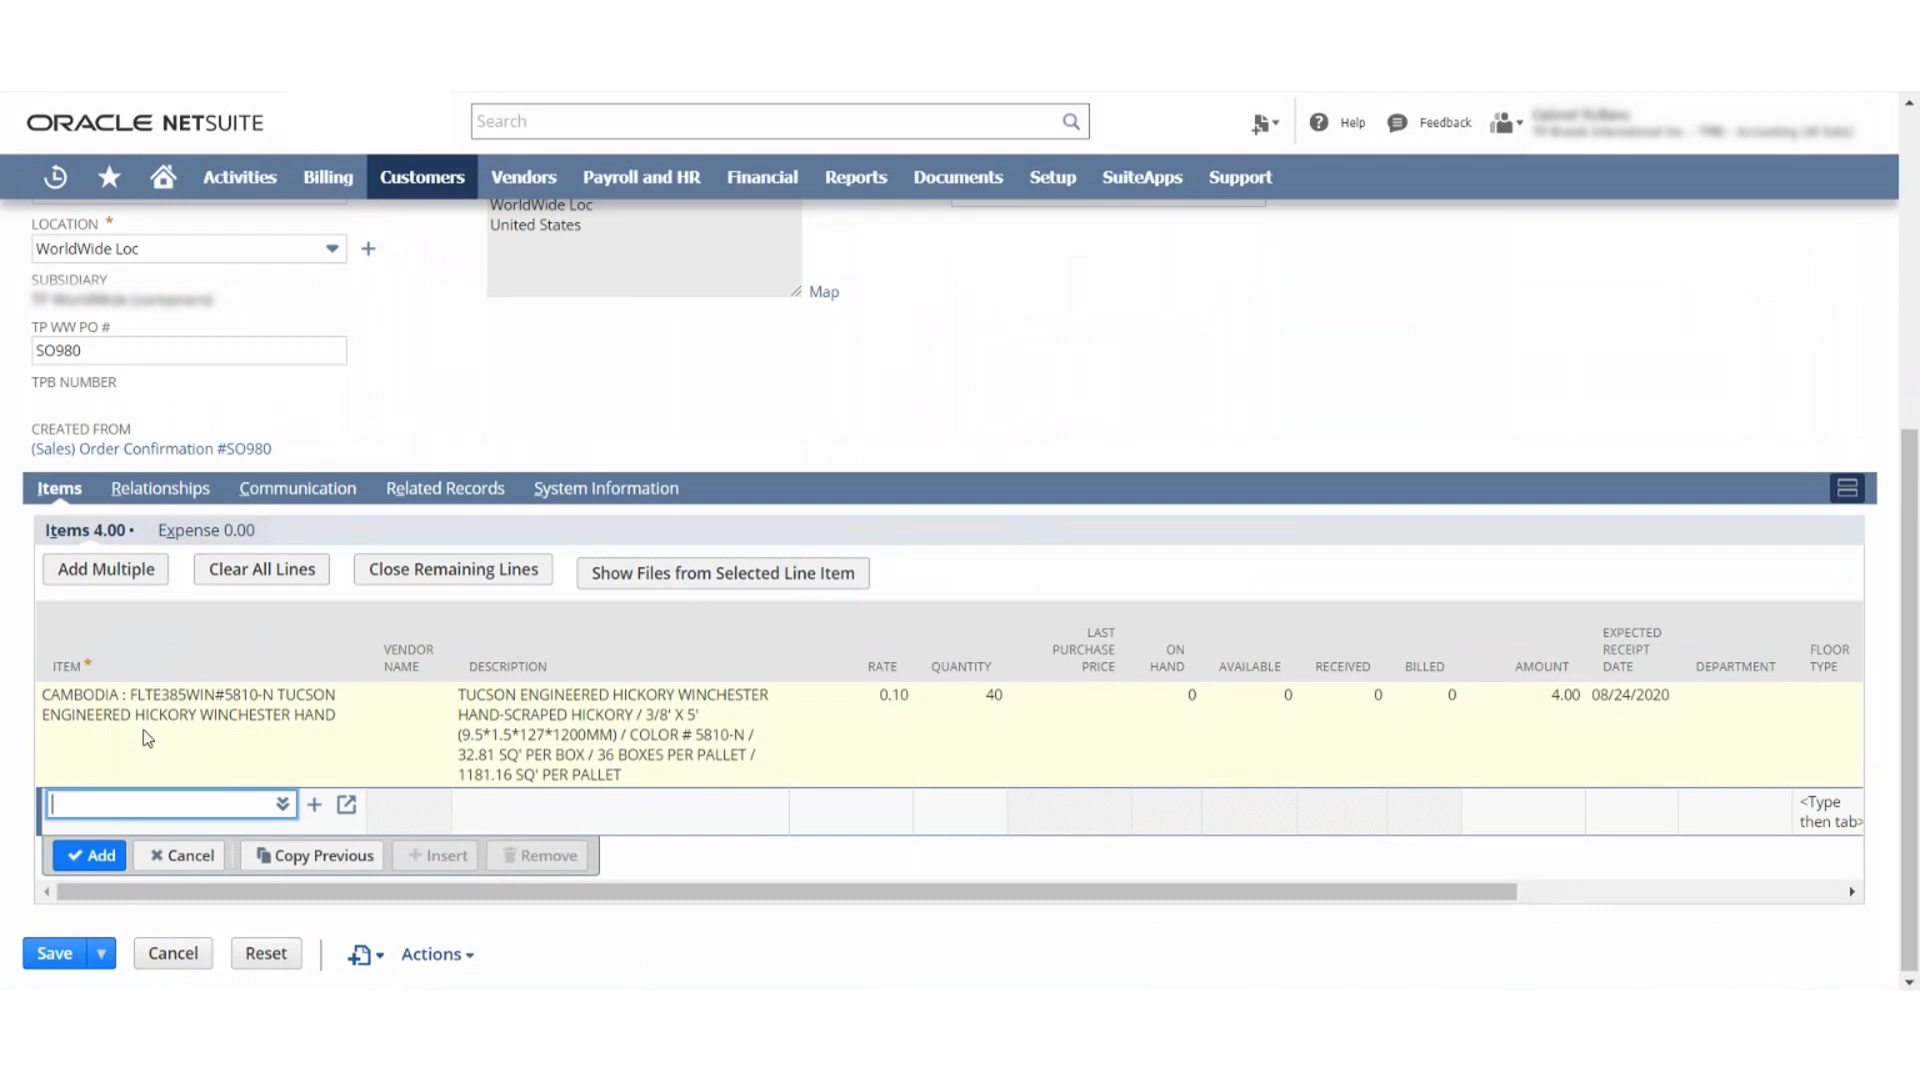 ORACLE NETSUITE
Search
Help
Feedback
Activities
Billing
Customers
Vendors
Payroll and HR
Financial
Reports
Documents
Setup
SuiteApps
Support
LOCATION *
WorldWide Loc
SUBSIDIARY
TP WW PO #
SO980
TPB NUMBER
CREATED FROM
(Sales) Order Confirmation #SO980
WorldWide Loc
United States
Map
Items
Relationships
Communication
Related Records
System Information
Items 4.00 •
Expense 0.00
Add Multiple
Clear All Lines
Close Remaining Lines
Show Files from Selected Line Item
ITEM *
VENDOR
NAME
DESCRIPTION
RATE
QUANTITY
LAST
PURCHASE
PRICE
ON
HAND
AVAILABLE
RECEIVED
BILLED
AMOUNT
EXPECTED
RECEIPT
DATE
DEPARTMENT
FLOOR
TYPE
CAMBODIA : FLTE385WIN#5810-N TUCSON
ENGINEERED HICKORY WINCHESTER HAND
TUCSON ENGINEERED HICKORY WINCHESTER
HAND-SCRAPED HICKORY / 3/8' X 5'
(9.5*1.5*127*1200MM) / COLOR # 5810-N /
32.81 SQ' PER BOX / 36 BOXES PER PALLET /
1181.16 SQ' PER PALLET
0.10
40
0
0
0
0
4.00
08/24/2020
<Type
then tab>
Add
Cancel
Copy Previous
Insert
Remove
Save
Cancel
Reset
Actions